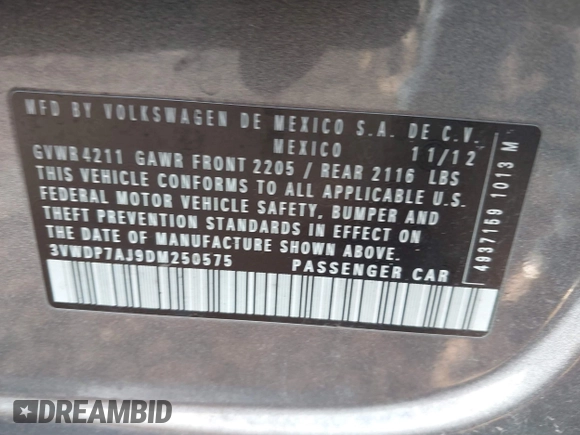 MFD BY VOLKSWAGEN DE MEXICO S.A. DE C.V.
MEXICO 11/12
GVWR 4211 GAWR FRONT 2205 / REAR 2116 LBS
THIS VEHICLE CONFORMS TO ALL APPLICABLE U.S.
FEDERAL MOTOR VEHICLE SAFETY, BUMPER AND
THEFT PREVENTION STANDARDS IN EFFECT ON
THE DATE OF MANUFACTURE SHOWN ABOVE.
3VWDP7AJ9DM250575 PASSENGER CAR
4937159 1013 M
DREAMBID